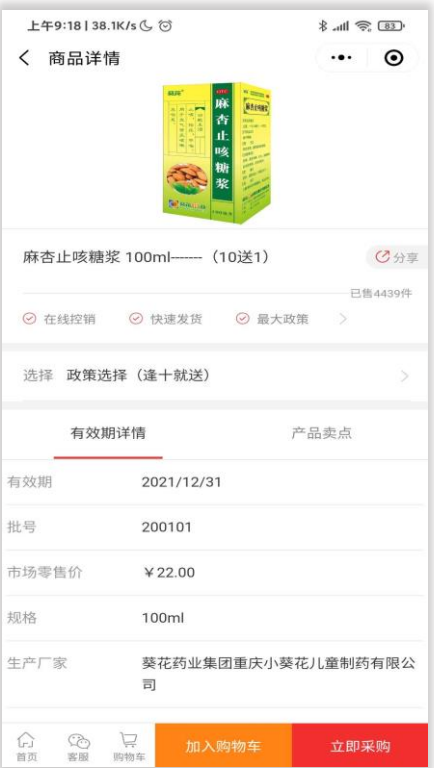 上午9:18 | 38.1K/s
83
商品详情
麻杏止咳糖浆
麻杏止咳糖浆 100ml-------（10送1）
分享
已售4439件
在线控销 快速发货 最大政策
选择 政策选择（逢十就送）
有效期详情 产品卖点
有效期 2021/12/31
批号 200101
市场零售价 ￥22.00
规格 100ml
生产厂家 葵花药业集团重庆小葵花儿童制药有限公
司
首页 客服 购物车 加入购物车 立即采购